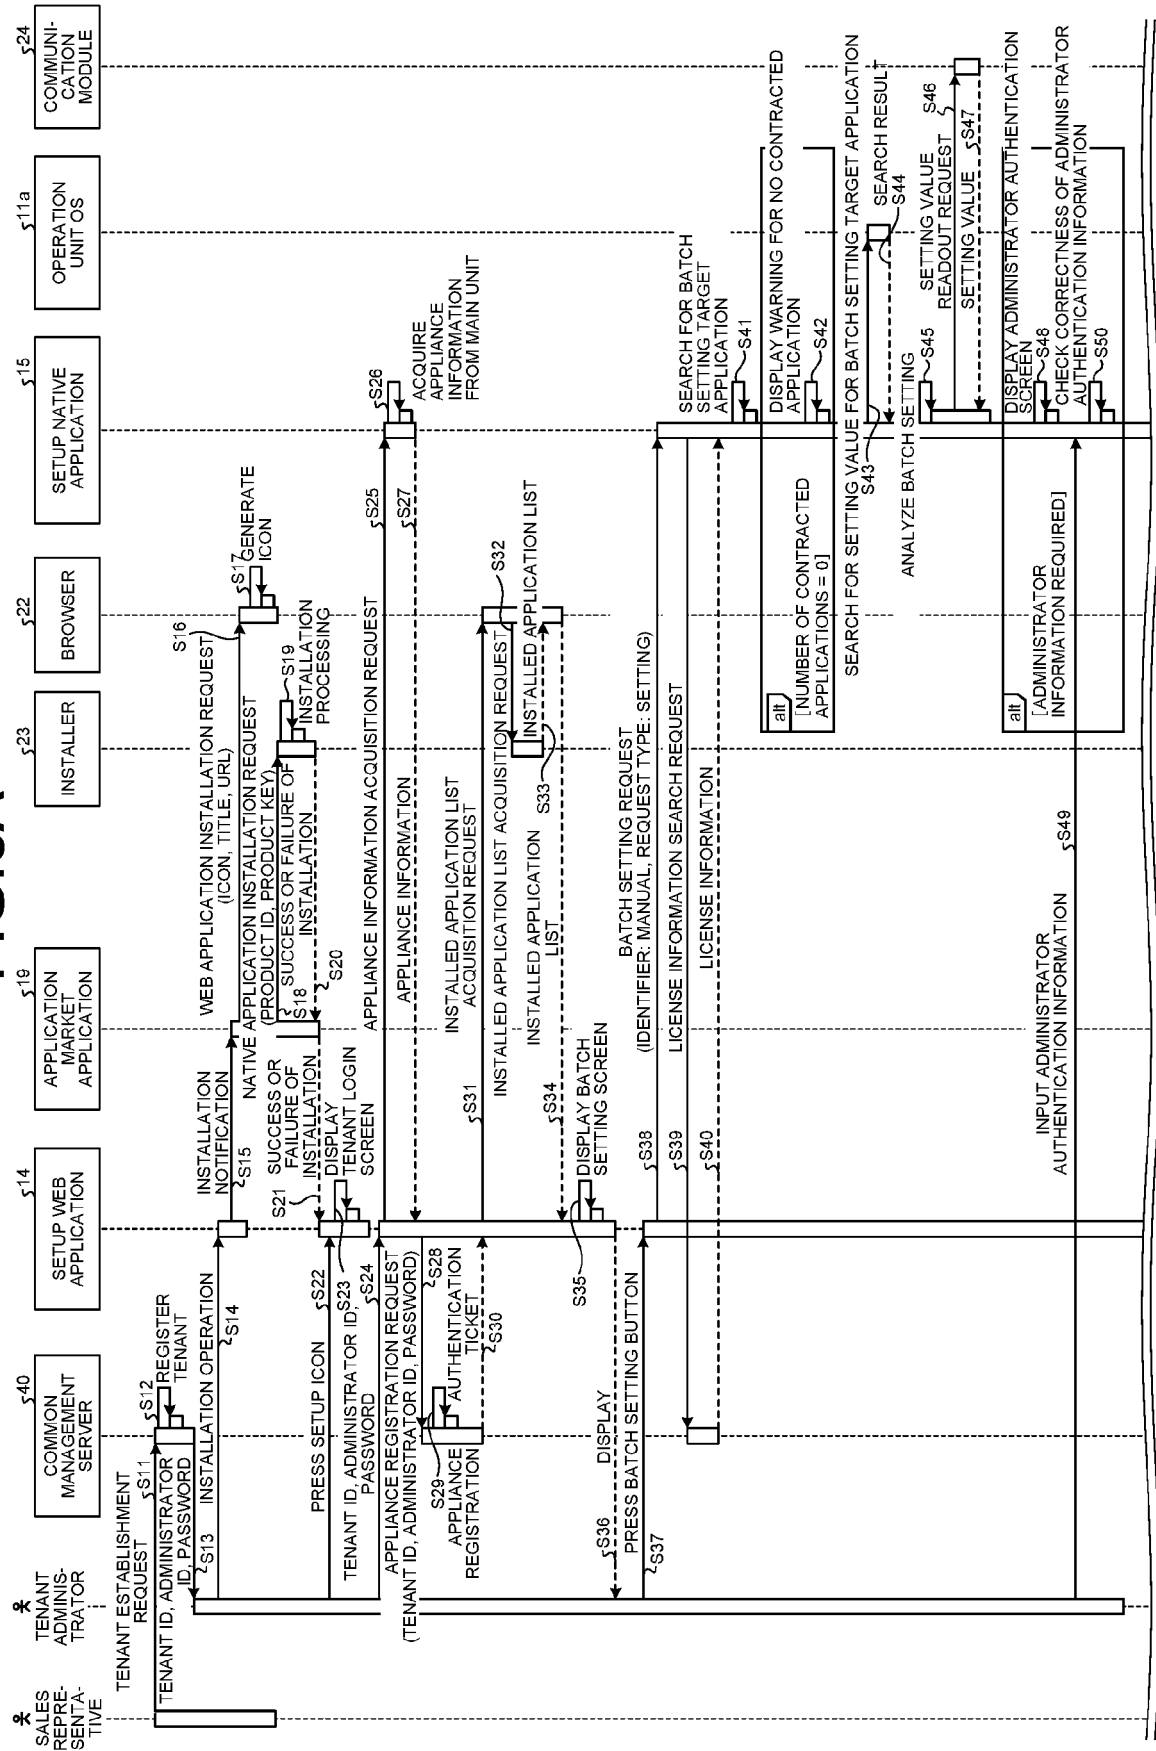 SALES
REPRE-
SENTA-
TIVE
TENANT
ADMINIS-
TRATOR
40
COMMON
MANAGEMENT
SERVER
14
SETUP WEB
APPLICATION
19
APPLICATION
MARKET
APPLICATION
23
INSTALLER
22
BROWSER
15
SETUP NATIVE
APPLICATION
11a
OPERATION
UNIT OS
24
COMMUNI-
CATION
MODULE
TENANT ESTABLISHMENT
REQUEST
S11
S12
REGISTER
TENANT
TENANT ID, ADMINISTRATOR
ID, PASSWORD
S13
INSTALLATION OPERATION
S14
INSTALLATION
NOTIFICATION
S15
WEB APPLICATION INSTALLATION REQUEST
(ICON, TITLE, URL)
S16
S17
GENERATE
ICON
NATIVE APPLICATION INSTALLATION REQUEST
(PRODUCT ID, PRODUCT KEY)
S18
S19
INSTALLATION
PROCESSING
SUCCESS OR FAILURE OF
INSTALLATION
S20
SUCCESS OR
FAILURE OF
INSTALLATION
S21
PRESS SETUP ICON
S22
DISPLAY
TENANT LOGIN
SCREEN
S23
TENANT ID, ADMINISTRATOR ID,
PASSWORD
S24
APPLIANCE INFORMATION ACQUISITION REQUEST
S25
S26
ACQUIRE
APPLIANCE
INFORMATION
FROM MAIN UNIT
APPLIANCE INFORMATION
S27
APPLIANCE REGISTRATION REQUEST
(TENANT ID, ADMINISTRATOR ID, PASSWORD)
S28
S29
APPLIANCE
REGISTRATION
AUTHENTICATION
TICKET
S30
INSTALLED APPLICATION LIST
ACQUISITION REQUEST
S31
INSTALLED APPLICATION LIST ACQUISITION REQUEST
S32
INSTALLED APPLICATION LIST
S33
INSTALLED APPLICATION
LIST
S34
DISPLAY BATCH
SETTING SCREEN
S35
DISPLAY
S36
PRESS BATCH SETTING BUTTON
S37
BATCH SETTING REQUEST
(IDENTIFIER: MANUAL, REQUEST TYPE: SETTING)
S38
LICENSE INFORMATION SEARCH REQUEST
S39
LICENSE INFORMATION
S40
SEARCH FOR BATCH
SETTING TARGET
APPLICATION
S41
alt
[NUMBER OF CONTRACTED
APPLICATIONS = 0]
DISPLAY WARNING FOR NO CONTRACTED
APPLICATION
S42
SEARCH FOR SETTING VALUE FOR BATCH SETTING TARGET APPLICATION
S43
SEARCH RESULT
S44
ANALYZE BATCH SETTING
S45
SETTING VALUE
READOUT REQUEST
S46
SETTING VALUE
S47
alt
[ADMINISTRATOR
INFORMATION REQUIRED]
DISPLAY ADMINISTRATOR AUTHENTICATION
SCREEN
S48
INPUT ADMINISTRATOR
AUTHENTICATION INFORMATION
S49
CHECK CORRECTNESS OF ADMINISTRATOR
AUTHENTICATION INFORMATION
S50